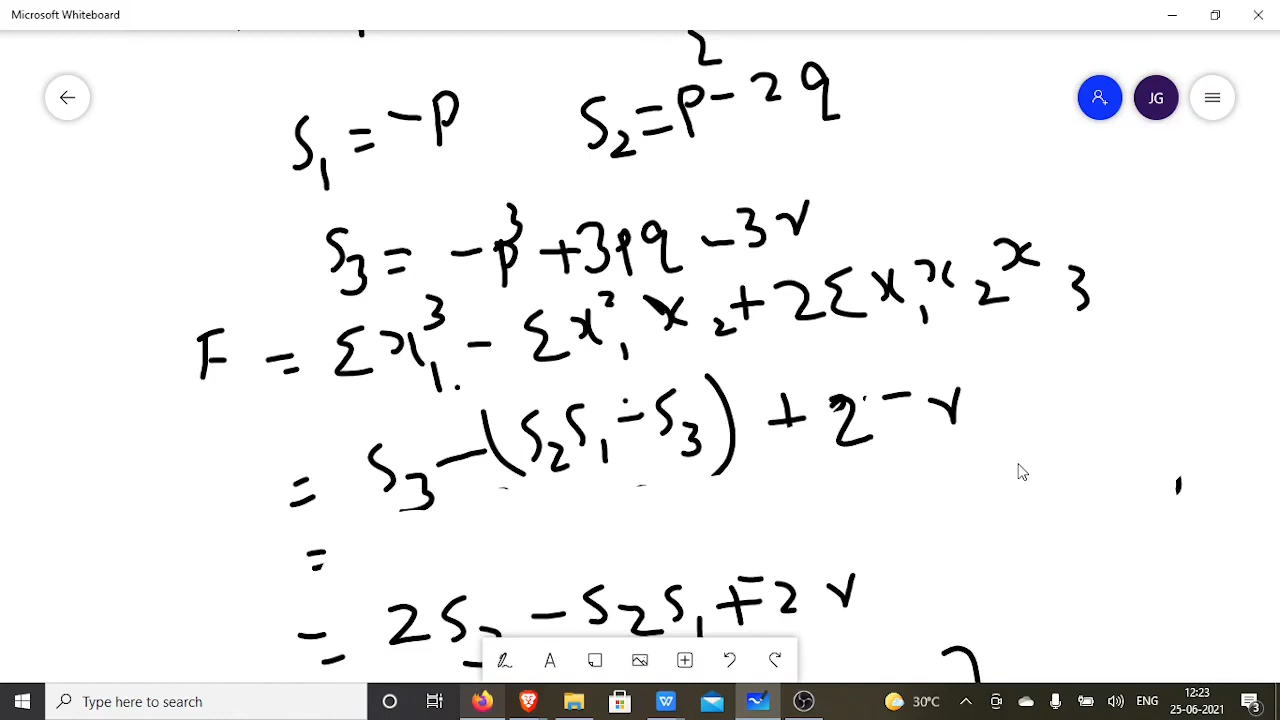 Microsoft Whiteboard
S₁ = -p    S₂ = p² - 2q
JG
S₃ = -p³ + 3pq - 3r
F = Σx₁³ - Σx₁²x₂ + 2Σx₁x₂x₃
= S₃ - (S₂S₁ - S₃) + 2 - r
=
= 2S₃ - S₂S₁ + -2r
Type here to search
30°C
ENG
12:23
25-06-2021
3